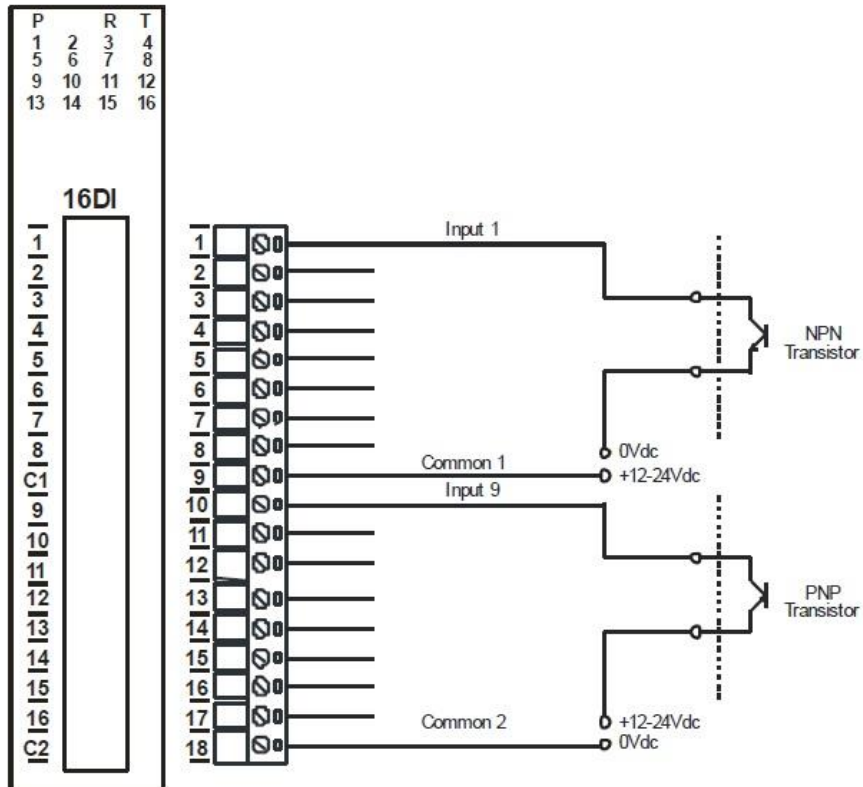 P R T
1 2 3 4
5 6 7 8
9 10 11 12
13 14 15 16
16DI
1
2
3
4
5
6
7
8
C1
9
10
11
12
13
14
15
16
C2
1
2
3
4
5
6
7
8
9
10
11
12
13
14
15
16
17
18
Input 1
NPN
Transistor
0Vdc
Common 1
+12-24Vdc
Input 9
PNP
Transistor
+12-24Vdc
Common 2
0Vdc